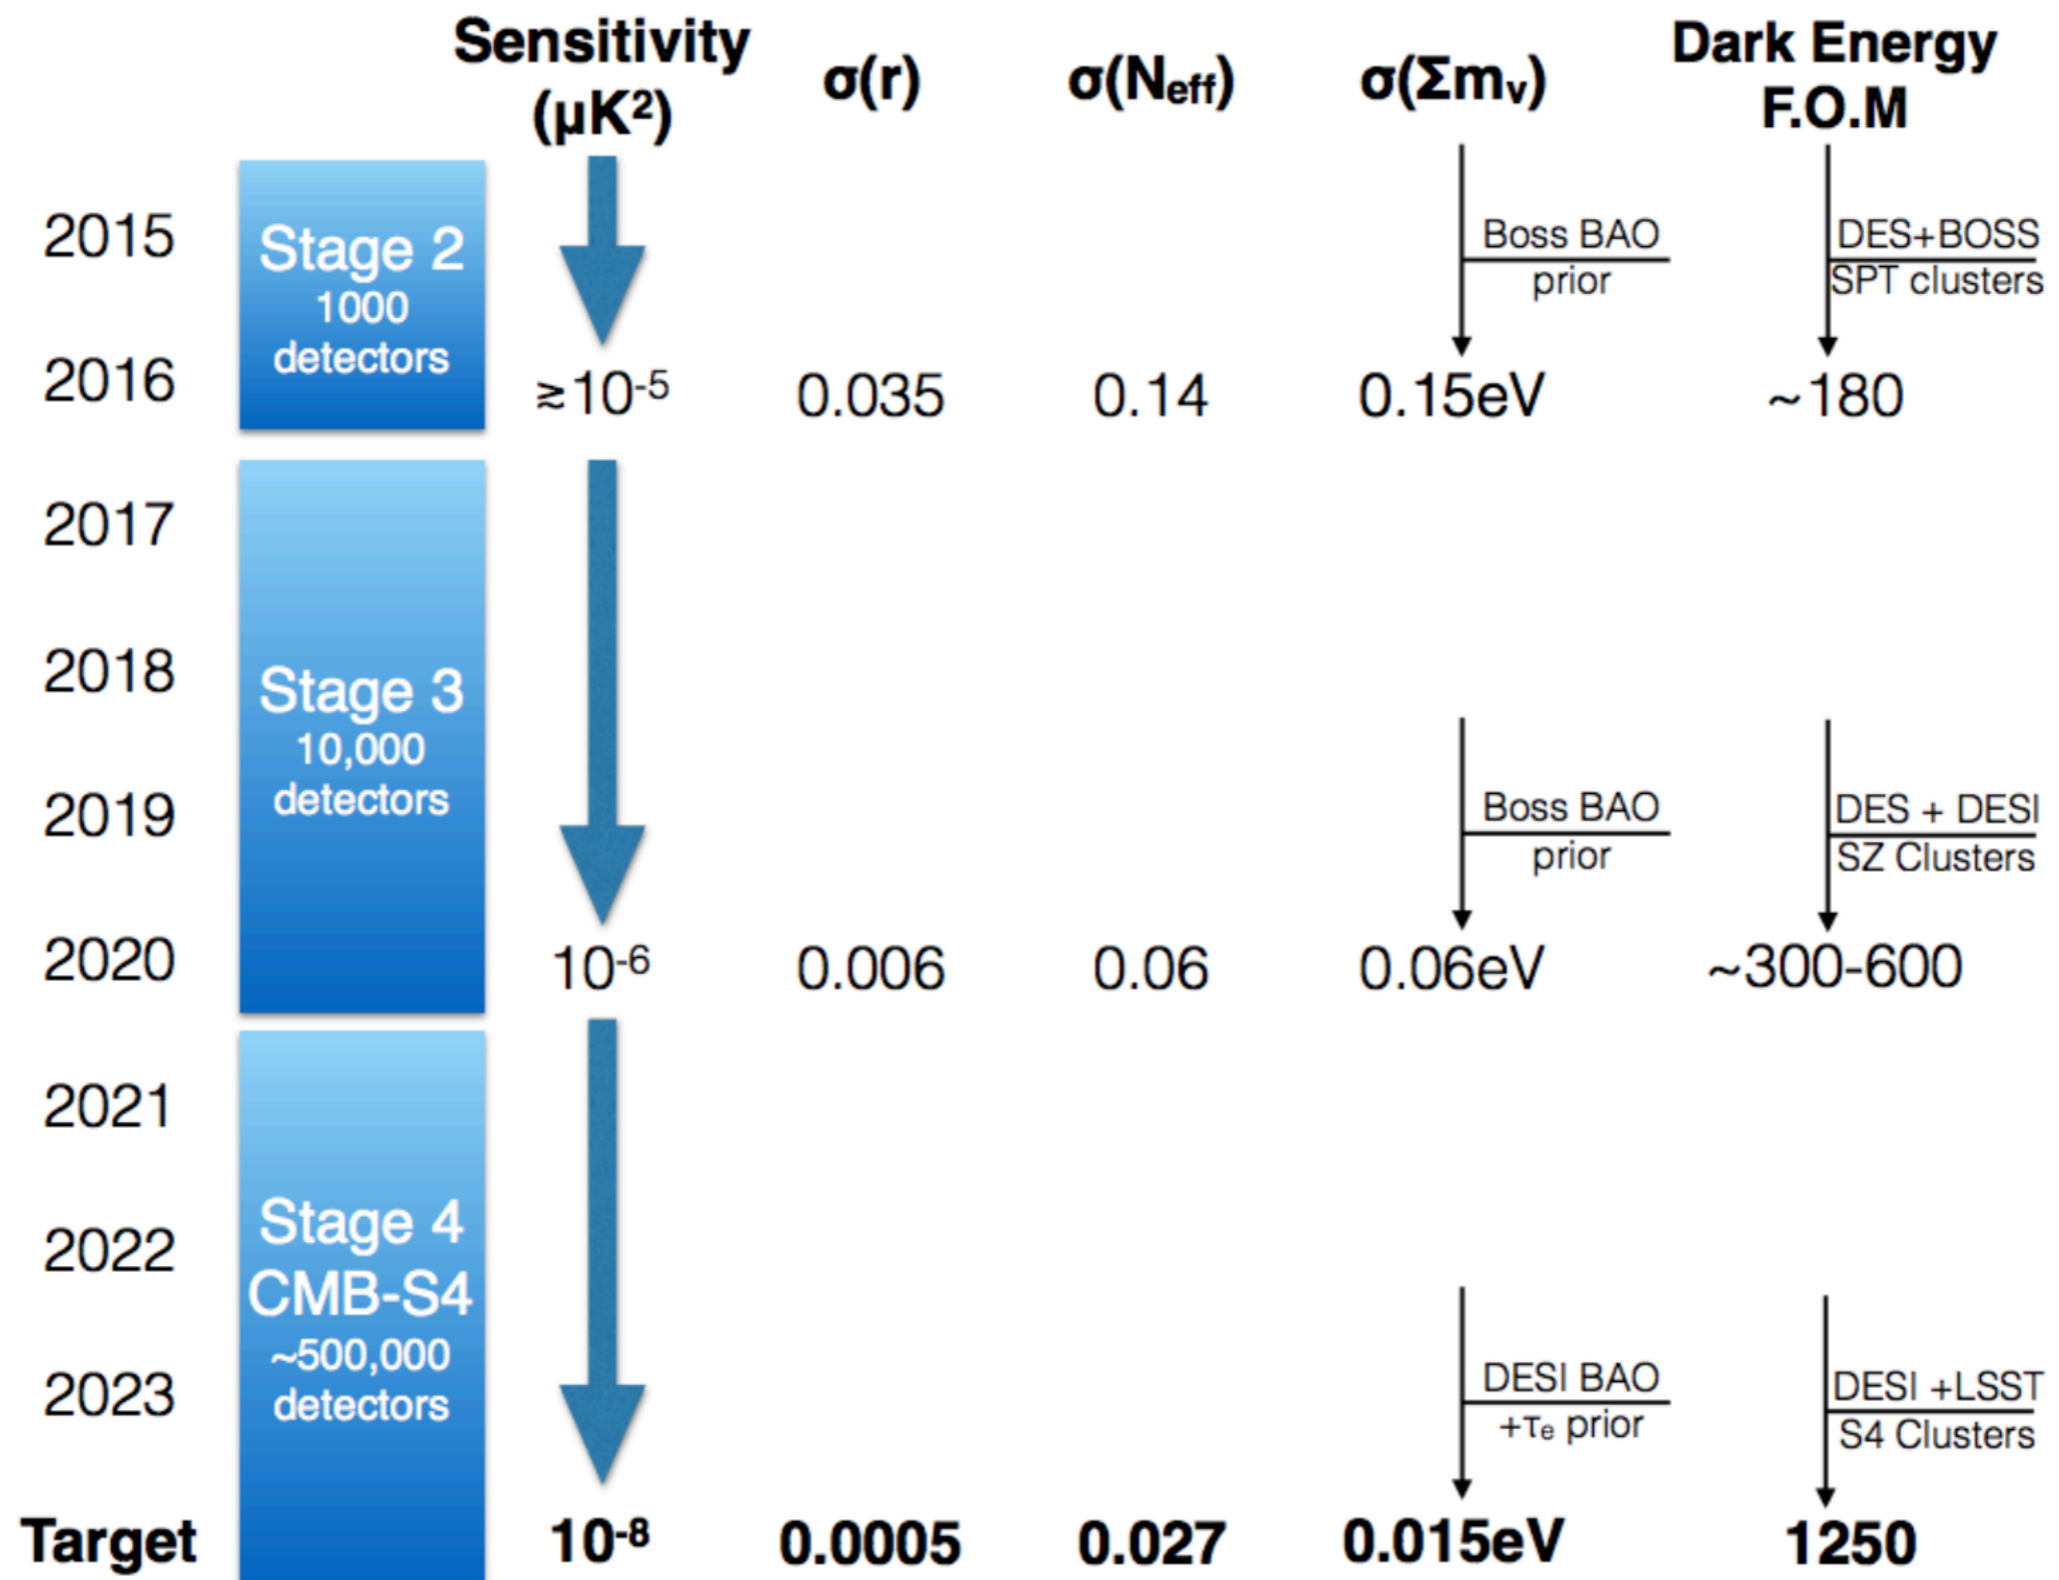 Sensitivity
(μK²)
σ(r)
σ(Neff)
σ(Σmν)
Dark Energy
F.O.M
2015
Stage 2
1000
detectors
Boss BAO
prior
DES+BOSS
SPT clusters
2016
≳10⁻⁵
0.035
0.14
0.15eV
~180
2017
2018
Stage 3
10,000
detectors
2019
Boss BAO
prior
DES + DESI
SZ Clusters
2020
10⁻⁶
0.006
0.06
0.06eV
~300-600
2021
2022
Stage 4
CMB-S4
~500,000
detectors
2023
DESI BAO
+τe prior
DESI +LSST
S4 Clusters
Target
10⁻⁸
0.0005
0.027
0.015eV
1250